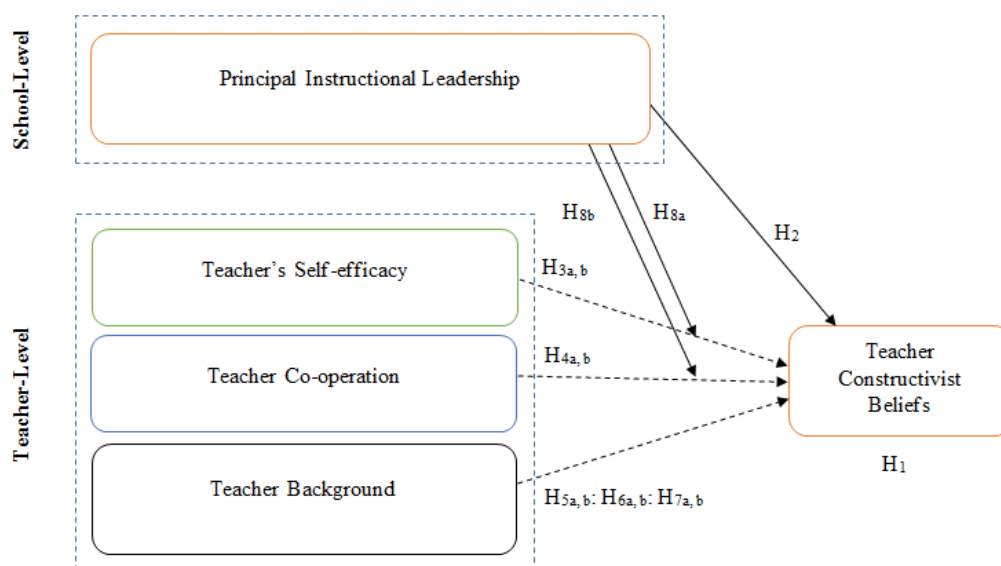 School-Level
Principal Instructional Leadership
H8b
H8a
H2
Teacher-Level
Teacher’s Self-efficacy
H3a, b
Teacher Co-operation
H4a, b
Teacher Background
H5a, b: H6a, b: H7a, b
Teacher
Constructivist
Beliefs
H1